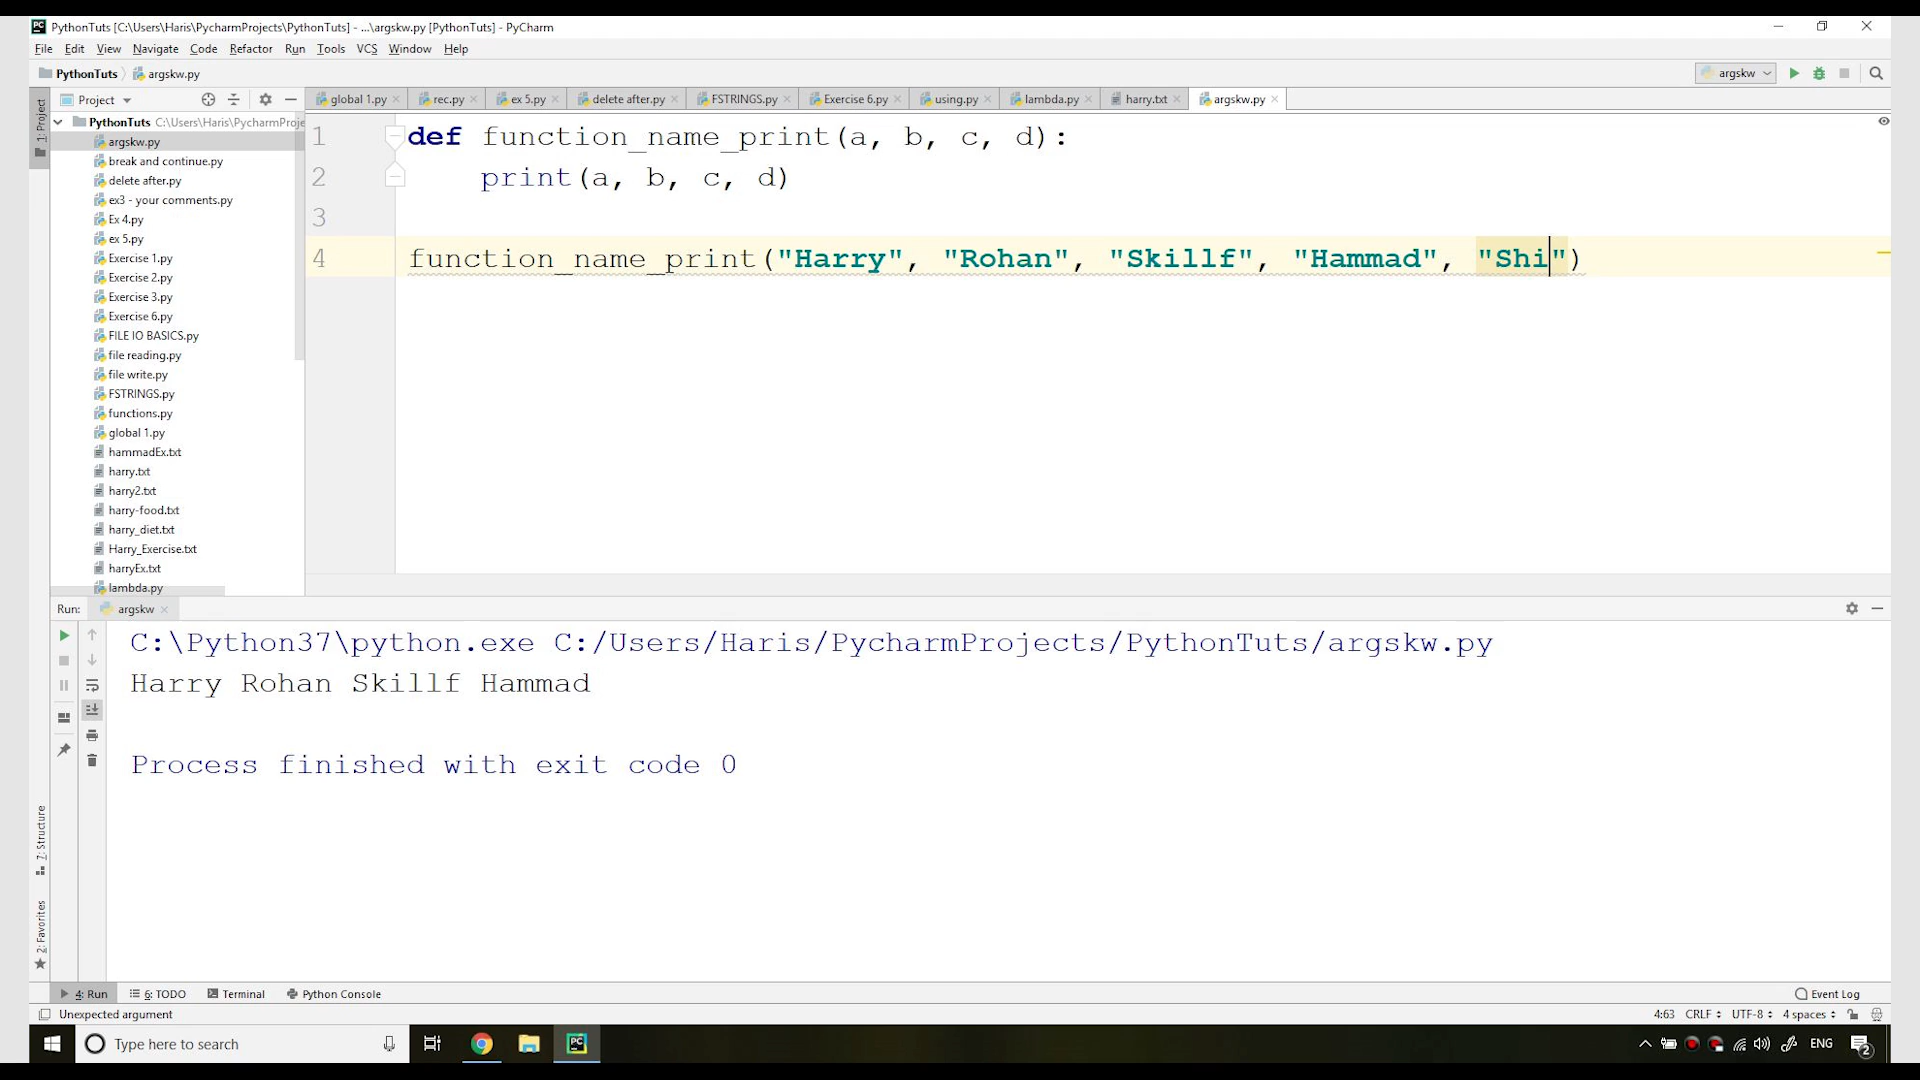 PythonTuts [C:\Users\Haris\PycharmProjects\PythonTuts] - ...\argskw.py [PythonTuts] - PyCharm
File Edit View Navigate Code Refactor Run Tools VCS Window Help
PythonTuts argskw.py argskw
1: Project
Project global 1.py rec.py ex 5.py delete after.py FSTRINGS.py Exercise 6.py using.py lambda.py harry.txt argskw.py
PythonTuts C:\Users\Haris\PycharmProje
argskw.py
break and continue.py
delete after.py
ex3 - your comments.py
Ex 4.py
ex 5.py
Exercise 1.py
Exercise 2.py
Exercise 3.py
Exercise 6.py
FILE IO BASICS.py
file reading.py
file write.py
FSTRINGS.py
functions.py
global 1.py
hammadEx.txt
harry.txt
harry2.txt
harry-food.txt
harry_diet.txt
Harry_Exercise.txt
harryEx.txt
lambda.py
1 def function_name_print(a, b, c, d):
2 print(a, b, c, d)
3
4 function_name_print("Harry", "Rohan", "Skillf", "Hammad", "Shi")
Run: argskw
C:\Python37\python.exe C:/Users/Haris/PycharmProjects/PythonTuts/argskw.py
Harry Rohan Skillf Hammad
Process finished with exit code 0
7: Structure
2: Favorites
4: Run 6: TODO Terminal Python Console Event Log
Unexpected argument 4:63 CRLF UTF-8 4 spaces
Type here to search ENG 2